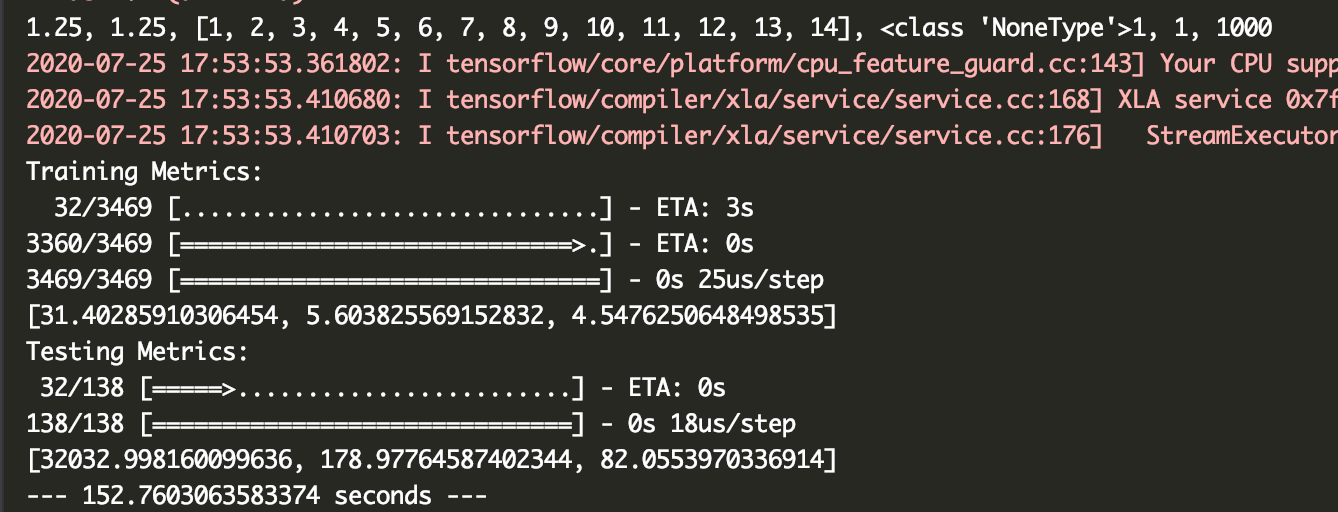 1.25, 1.25, [1, 2, 3, 4, 5, 6, 7, 8, 9, 10, 11, 12, 13, 14], <class 'NoneType'>1, 1, 1000
2020-07-25 17:53:53.361802: I tensorflow/core/platform/cpu_feature_guard.cc:143] Your CPU supp
2020-07-25 17:53:53.410680: I tensorflow/compiler/xla/service/service.cc:168] XLA service 0x7f
2020-07-25 17:53:53.410703: I tensorflow/compiler/xla/service/service.cc:176]   StreamExecutor
Training Metrics:
  32/3469 [..............................] - ETA: 3s
3360/3469 [============================>.] - ETA: 0s
3469/3469 [==============================] - 0s 25us/step
[31.40285910306454, 5.603825569152832, 4.5476250648498535]
Testing Metrics:
 32/138 [=====>........................] - ETA: 0s
138/138 [==============================] - 0s 18us/step
[32032.998160099636, 178.97764587402344, 82.0553970336914]
--- 152.7603063583374 seconds ---